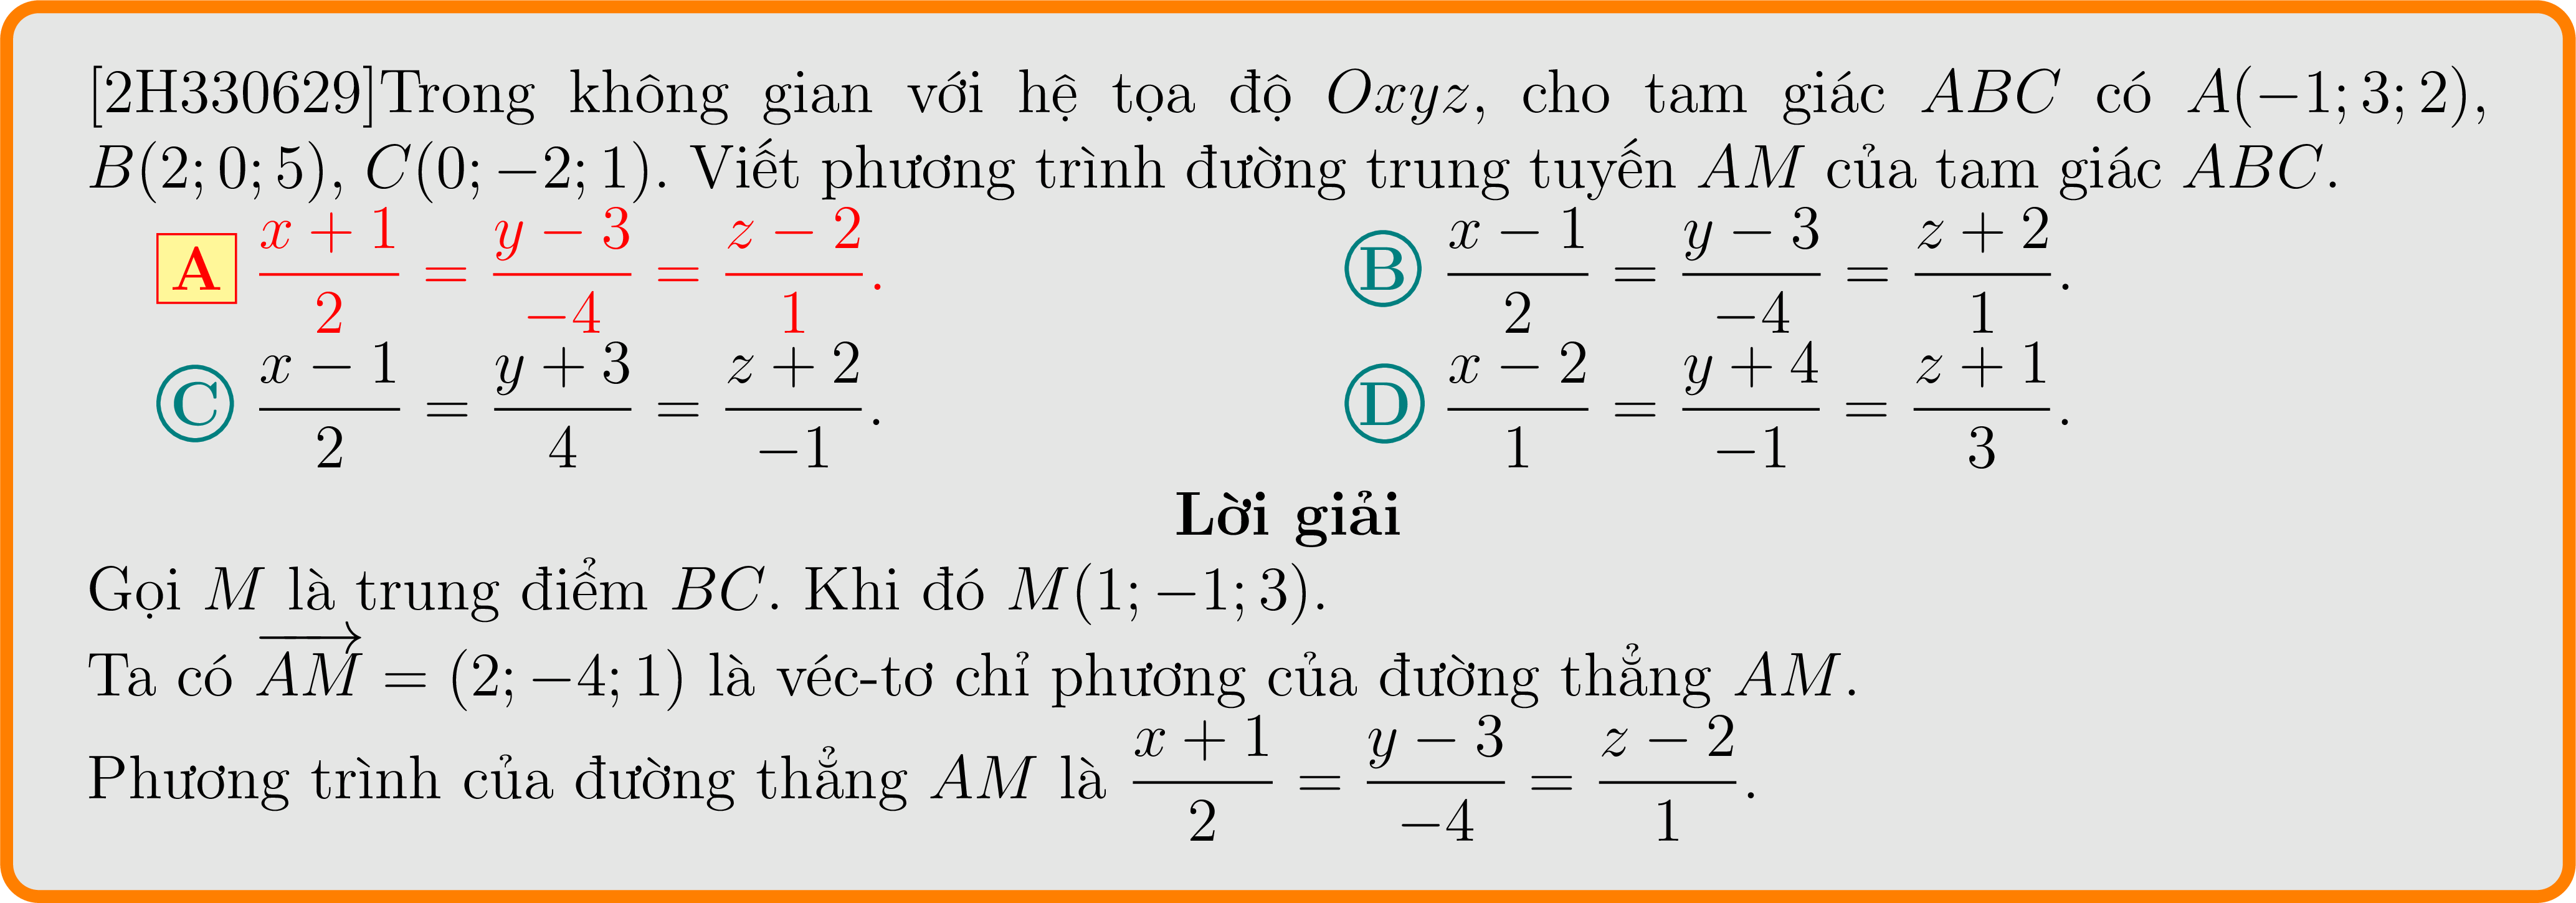 [2H330629]Trong không gian với hệ tọa độ Oxyz, cho tam giác ABC có A(−1; 3; 2),
B(2; 0; 5), C(0; −2; 1). Viết phương trình đường trung tuyến AM của tam giác ABC.
A \frac{x + 1}{2} = \frac{y − 3}{−4} = \frac{z − 2}{1}. B \frac{x − 1}{2} = \frac{y − 3}{−4} = \frac{z + 2}{1}.
C \frac{x − 1}{2} = \frac{y + 3}{4} = \frac{z + 2}{−1}. D \frac{x − 2}{1} = \frac{y + 4}{−1} = \frac{z + 1}{3}.
Lời giải
Gọi M là trung điểm BC. Khi đó M(1; −1; 3).
Ta có \overrightarrow{AM} = (2; −4; 1) là véc-tơ chỉ phương của đường thẳng AM.
Phương trình của đường thẳng AM là \frac{x + 1}{2} = \frac{y − 3}{−4} = \frac{z − 2}{1}.